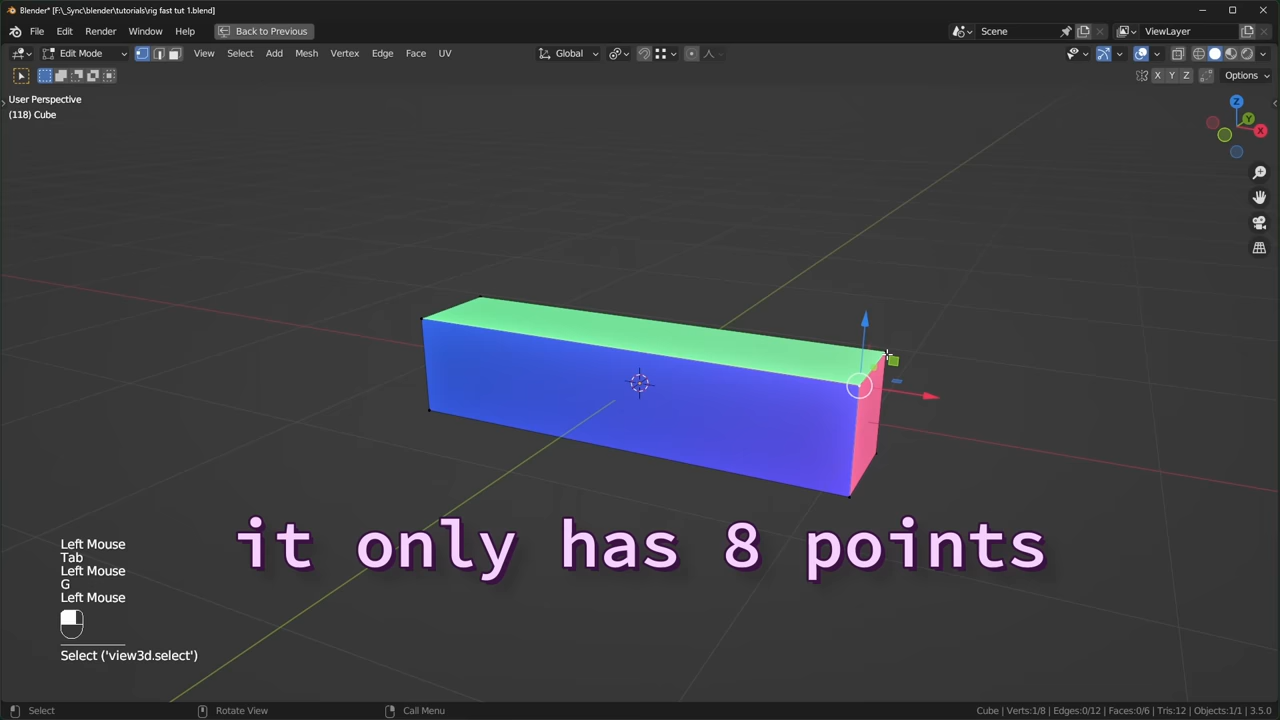 Blender* [F:\_Sync\blender\tutorials\rig fast tut 1.blend]
File Edit Render Window Help Back to Previous Scene ViewLayer
Edit Mode View Select Add Mesh Vertex Edge Face UV Global
X Y Z Options
User Perspective
(118) Cube
Z
Y
X
it only has 8 points
Left Mouse
Tab
Left Mouse
G
Left Mouse
Select ('view3d.select')
Select Rotate View Call Menu Cube | Verts:1/8 | Edges:0/12 | Faces:0/6 | Tris:12 | Objects:1/1 | 3.5.0